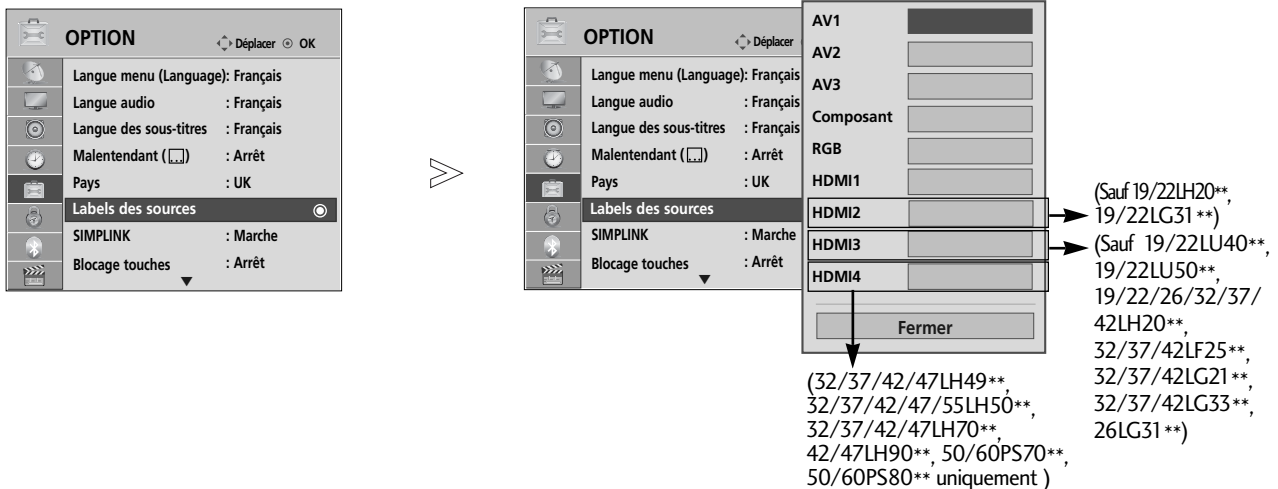 OPTION
Déplacer OK
Langue menu (Language): Français
Langue audio : Français
Langue des sous-titres : Français
Malentendant ( ) : Arrêt
Pays : UK
Labels des sources
SIMPLINK : Marche
Blocage touches : Arrêt
OPTION
Déplacer
Langue menu (Language): Français
Langue audio : Français
Langue des sous-titres : Français
Malentendant ( ) : Arrêt
Pays : UK
Labels des sources
SIMPLINK : Marche
Blocage touches : Arrêt
AV1
AV2
AV3
Composant
RGB
HDMI1
HDMI2
HDMI3
HDMI4
Fermer
(Sauf 19/22LH20**,
19/22LG31**)
(Sauf 19/22LU40**,
19/22LU50**,
19/22/26/32/37/
42LH20**,
32/37/42LF25**,
32/37/42LG21**,
32/37/42LG33**,
26LG31**)
(32/37/42/47LH49**,
32/37/42/47/55LH50**,
32/37/42/47LH70**,
42/47LH90**, 50/60PS70**,
50/60PS80** uniquement )